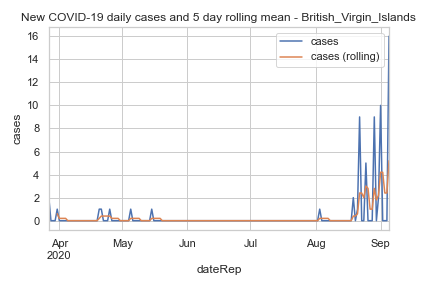 New COVID-19 daily cases and 5 day rolling mean - British_Virgin_Islands
cases
cases (rolling)
16
14
12
10
8
6
4
2
0
cases
Apr May Jun Jul Aug Sep
2020
dateRep